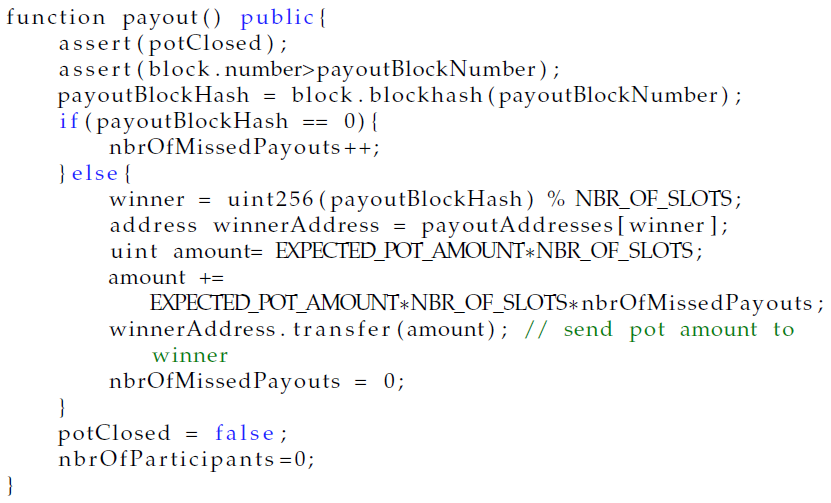 function payout() public{
    assert(potClosed);
    assert(block.number>payoutBlockNumber);
    payoutBlockHash = block.blockhash(payoutBlockNumber);
    if(payoutBlockHash == 0){
        nbrOfMissedPayouts++;
    }else{
        winner = uint256(payoutBlockHash) % NBR_OF_SLOTS;
        address winnerAddress = payoutAddresses[winner];
        uint amount= EXPECTED_POT_AMOUNT*NBR_OF_SLOTS;
        amount +=
            EXPECTED_POT_AMOUNT*NBR_OF_SLOTS*nbrOfMissedPayouts;
        winnerAddress.transfer(amount); // send pot amount to
            winner
        nbrOfMissedPayouts = 0;
    }
    potClosed = false;
    nbrOfParticipants=0;
}